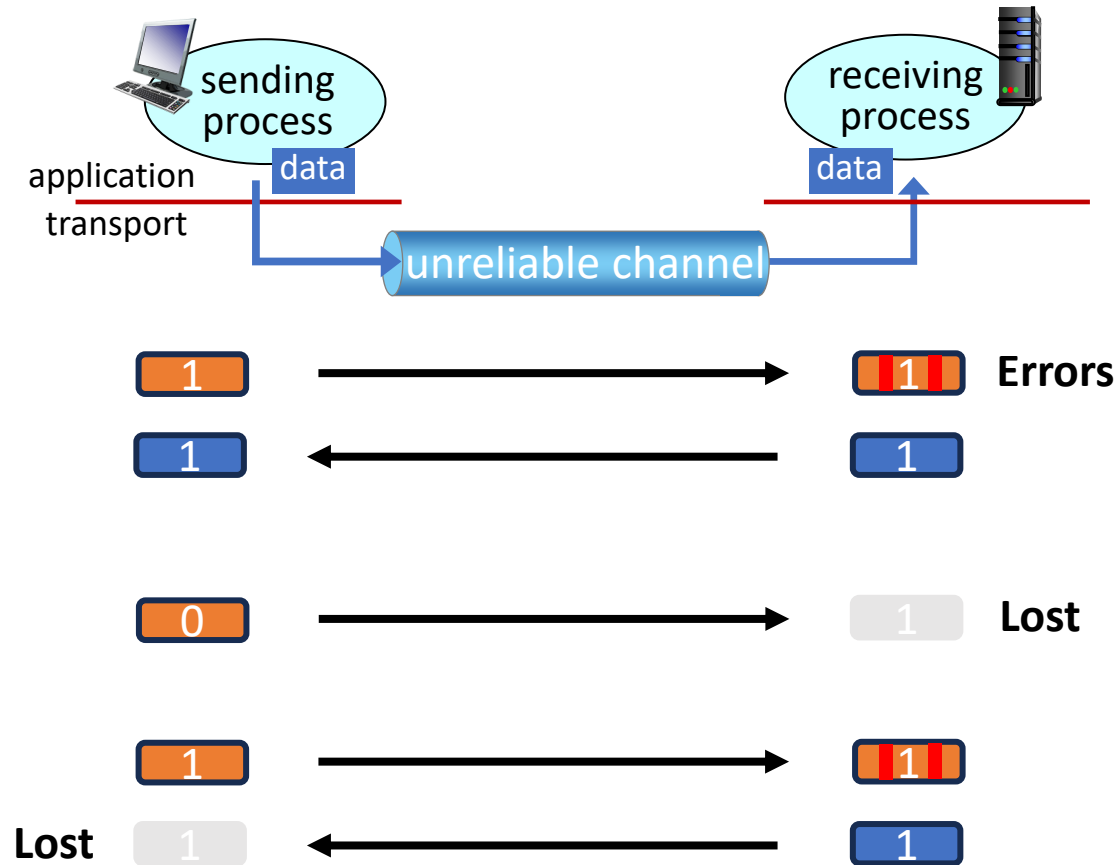 sending
process
receiving
process
data
data
application
transport
unreliable channel
1
1
Errors
1
1
0
1
Lost
1
1
Lost
1
1